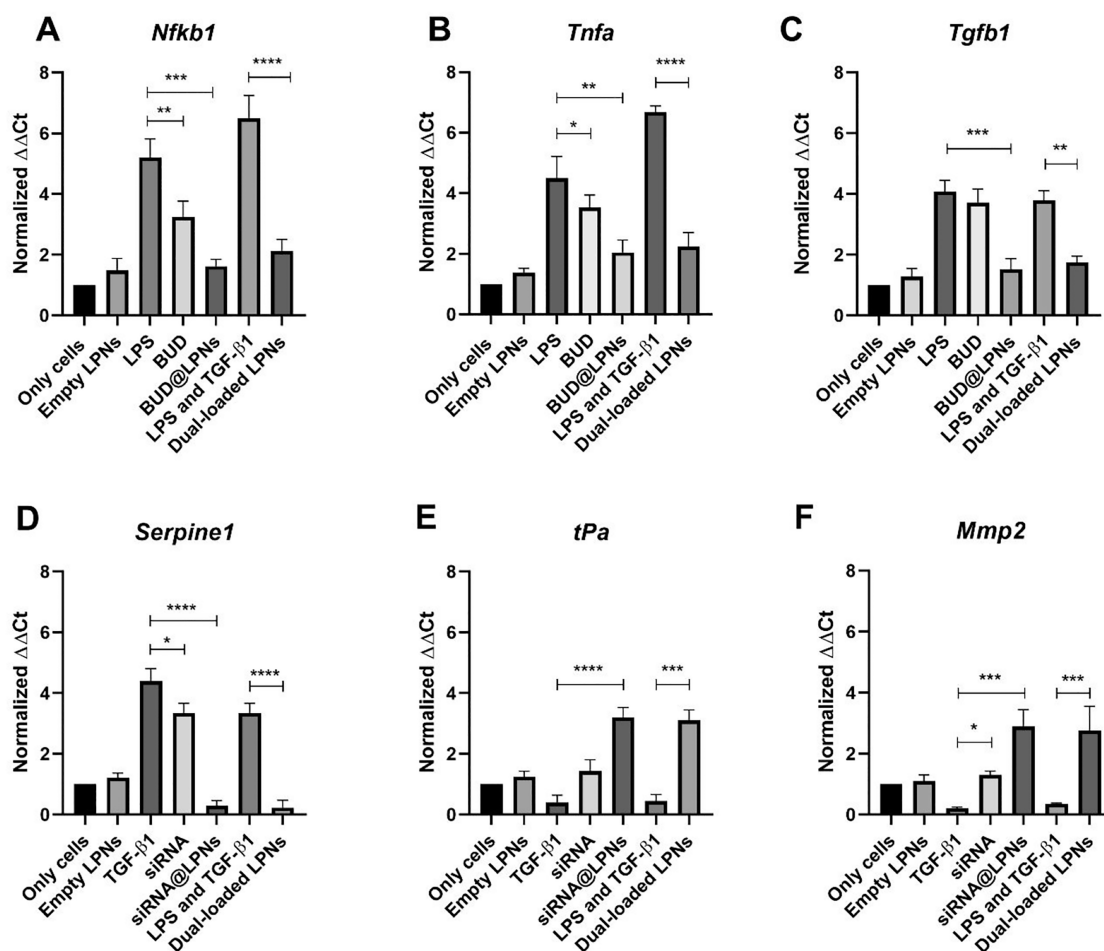 A
Nfkb1
Normalized ΔΔCt
8
6
4
2
0
****
***
**
Only cells
Empty LPNs
LPS
BUD
BUD@LPNs
LPS and TGF-β1
Dual-loaded LPNs
B
Tnfa
Normalized ΔΔCt
8
6
4
2
0
****
**
*
Only cells
Empty LPNs
LPS
BUD
BUD@LPNs
LPS and TGF-β1
Dual-loaded LPNs
C
Tgfb1
Normalized ΔΔCt
8
6
4
2
0
***
**
Only cells
Empty LPNs
LPS
BUD
BUD@LPNs
LPS and TGF-β1
Dual-loaded LPNs
D
Serpine1
Normalized ΔΔCt
8
6
4
2
0
****
*
****
Only cells
Empty LPNs
TGF-β1
siRNA
siRNA@LPNs
LPS and TGF-β1
Dual-loaded LPNs
E
tPa
Normalized ΔΔCt
8
6
4
2
0
****
***
Only cells
Empty LPNs
TGF-β1
siRNA
siRNA@LPNs
LPS and TGF-β1
Dual-loaded LPNs
F
Mmp2
Normalized ΔΔCt
8
6
4
2
0
***
***
*
Only cells
Empty LPNs
TGF-β1
siRNA
siRNA@LPNs
LPS and TGF-β1
Dual-loaded LPNs